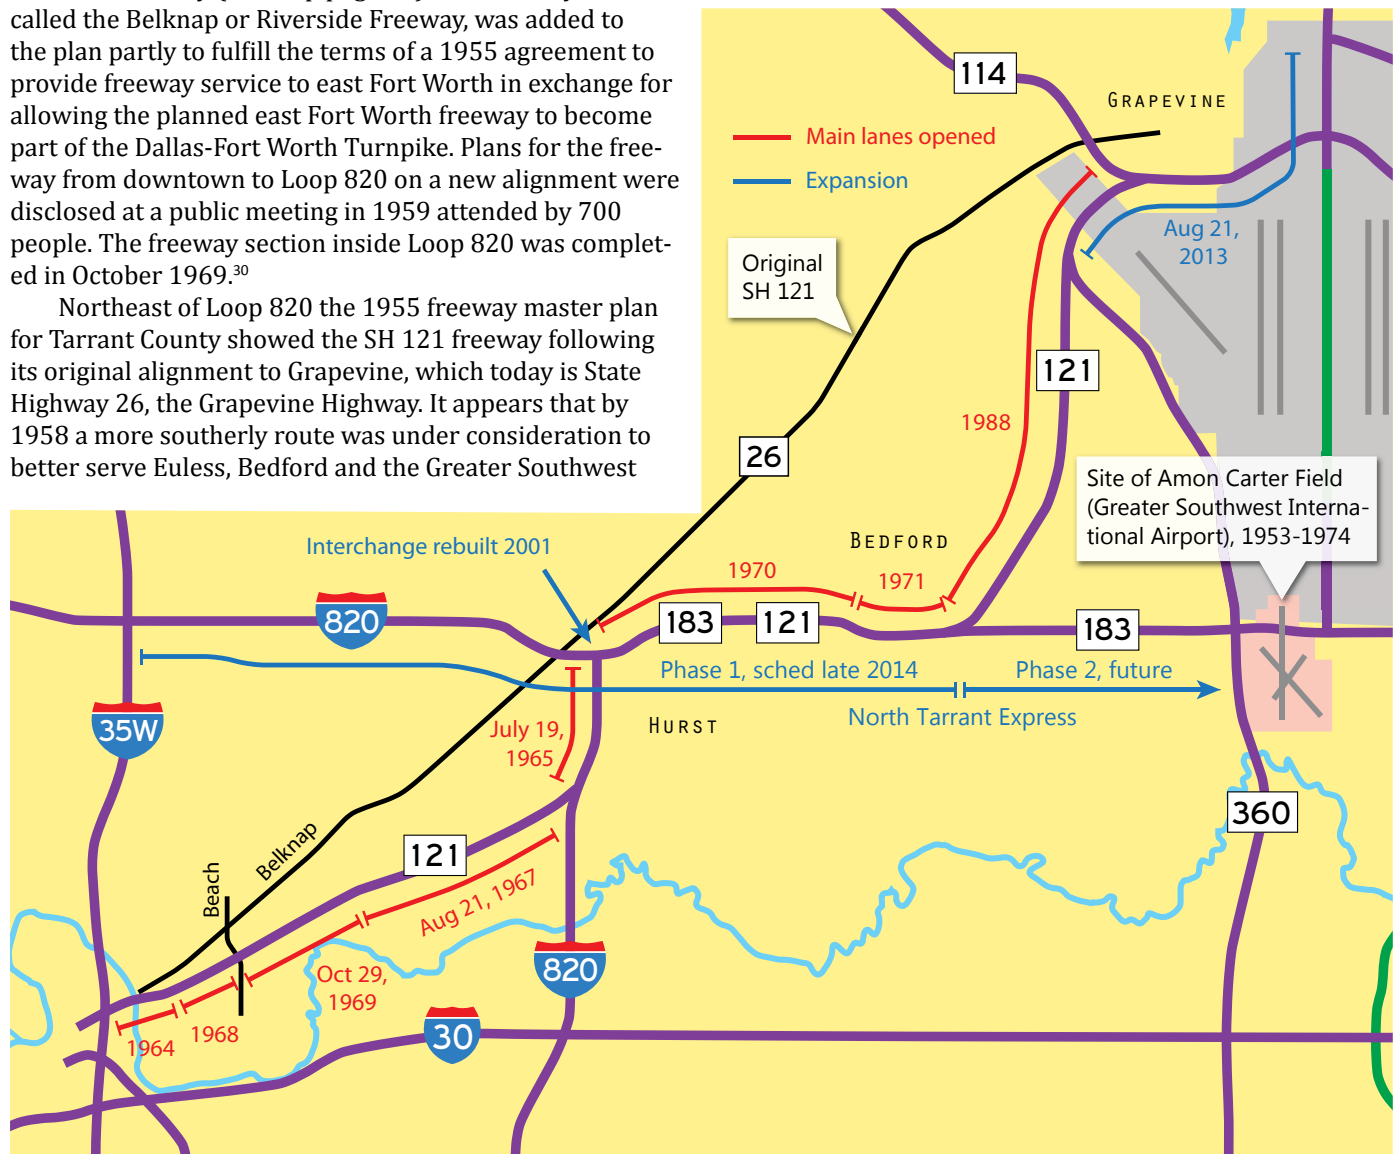 called the Belknap or Riverside Freeway, was added to
the plan partly to fulfill the terms of a 1955 agreement to
provide freeway service to east Fort Worth in exchange for
allowing the planned east Fort Worth freeway to become
part of the Dallas-Fort Worth Turnpike. Plans for the free-
way from downtown to Loop 820 on a new alignment were
disclosed at a public meeting in 1959 attended by 700
people. The freeway section inside Loop 820 was complet-
ed in October 1969.30
Northeast of Loop 820 the 1955 freeway master plan
for Tarrant County showed the SH 121 freeway following
its original alignment to Grapevine, which today is State
Highway 26, the Grapevine Highway. It appears that by
1958 a more southerly route was under consideration to
better serve Euless, Bedford and the Greater Southwest
114
GRAPEVINE
Main lanes opened
Expansion
Aug 21,
2013
Original
SH 121
121
1988
26
Site of Amon Carter Field
(Greater Southwest Interna-
tional Airport), 1953-1974
BEDFORD
Interchange rebuilt 2001
1970
1971
820
183
121
183
Phase 1, sched late 2014
Phase 2, future
North Tarrant Express
35W
July 19,
1965
HURST
360
121
Belknap
Beach
Aug 21, 1967
820
Oct 29,
1969
1968
1964
30